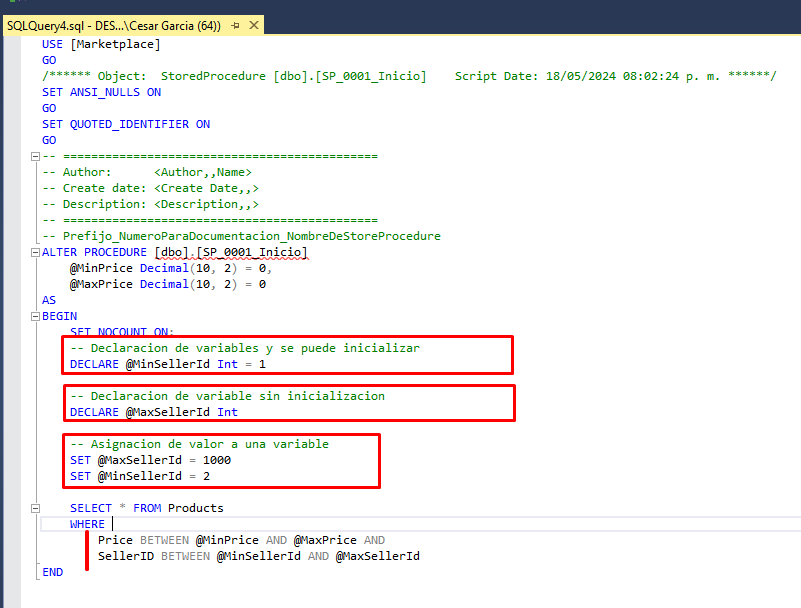 SQLQuery4.sql - DES...\Cesar Garcia (64))
USE [Marketplace]
GO
/****** Object:  StoredProcedure [dbo].[SP_0001_Inicio]    Script Date: 18/05/2024 08:02:24 p. m. ******/
SET ANSI_NULLS ON
GO
SET QUOTED_IDENTIFIER ON
GO
-- =============================================
-- Author:      <Author,,Name>
-- Create date: <Create Date,,>
-- Description: <Description,,>
-- =============================================
-- Prefijo_NumeroParaDocumentacion_NombreDeStoreProcedure
ALTER PROCEDURE [dbo].[SP_0001_Inicio]
    @MinPrice Decimal(10, 2) = 0,
    @MaxPrice Decimal(10, 2) = 0
AS
BEGIN
    SET NOCOUNT ON;
    -- Declaracion de variables y se puede inicializar
    DECLARE @MinSellerId Int = 1
    -- Declaracion de variable sin inicializacion
    DECLARE @MaxSellerId Int
    -- Asignacion de valor a una variable
    SET @MaxSellerId = 1000
    SET @MinSellerId = 2
    SELECT * FROM Products
    WHERE
        Price BETWEEN @MinPrice AND @MaxPrice AND
        SellerID BETWEEN @MinSellerId AND @MaxSellerId
END